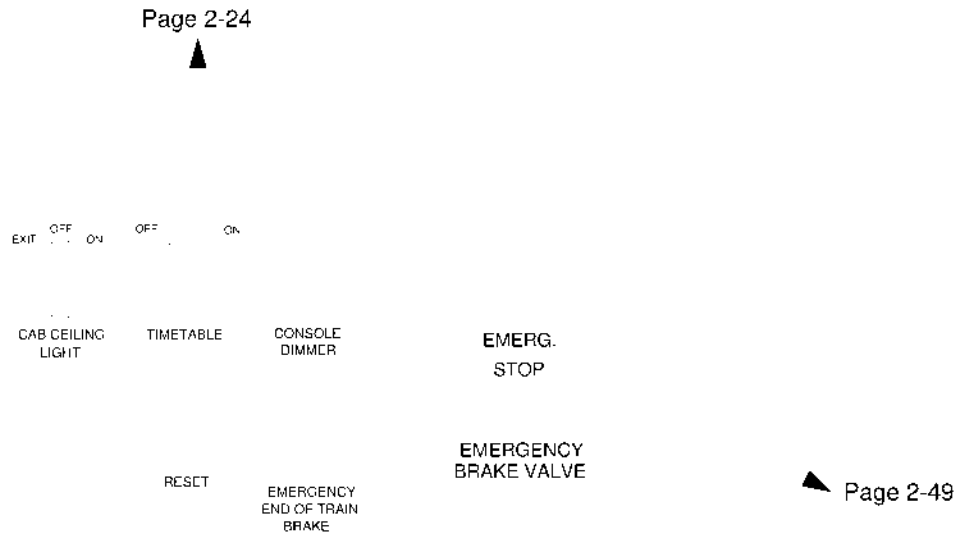 Page 2-24
EXIT OFF ON
OFF ON
CAB CEILING
LIGHT
TIMETABLE
CONSOLE
DIMMER
EMERG.
STOP
RESET
EMERGENCY
END OF TRAIN
BRAKE
EMERGENCY
BRAKE VALVE
Page 2-49